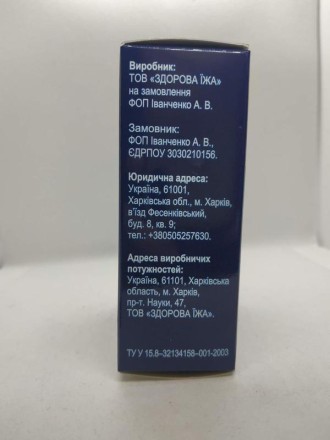 Виробник:
ТОВ «ЗДОРОВА ЇЖА»
на замовлення
ФОП Іванченко А. В.
Замовник:
ФОП Іванченко А. В.,
ЄДРПОУ 3030210156.
Юридична адреса:
Україна, 61001,
Харківська обл., м. Харків,
в'їзд Фесенківський,
буд. 8, кв. 9;
тел.: +380505257630.
Адреса виробничих
потужностей:
Україна, 61101, Харківська
область, м. Харків,
пр-т. Науки, 47,
ТОВ «ЗДОРОВА ЇЖА».
ТУ У 15.8–32134158–001-2003